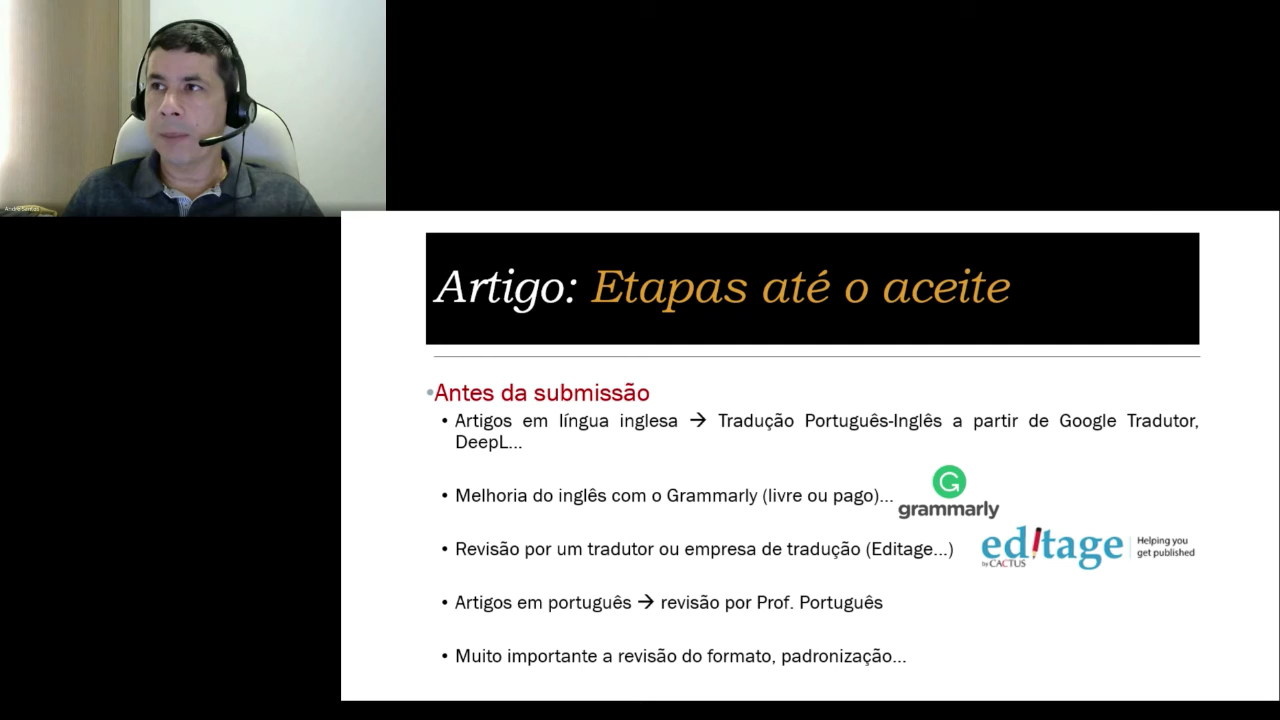 André Santos
Artigo: Etapas até o aceite
•Antes da submissão
• Artigos em língua inglesa → Tradução Português-Inglês a partir de Google Tradutor,
DeepL...
• Melhoria do inglês com o Grammarly (livre ou pago)...
grammarly
• Revisão por um tradutor ou empresa de tradução (Editage...)
editage
by CACTUS
Helping you
get published
• Artigos em português → revisão por Prof. Português
• Muito importante a revisão do formato, padronização...